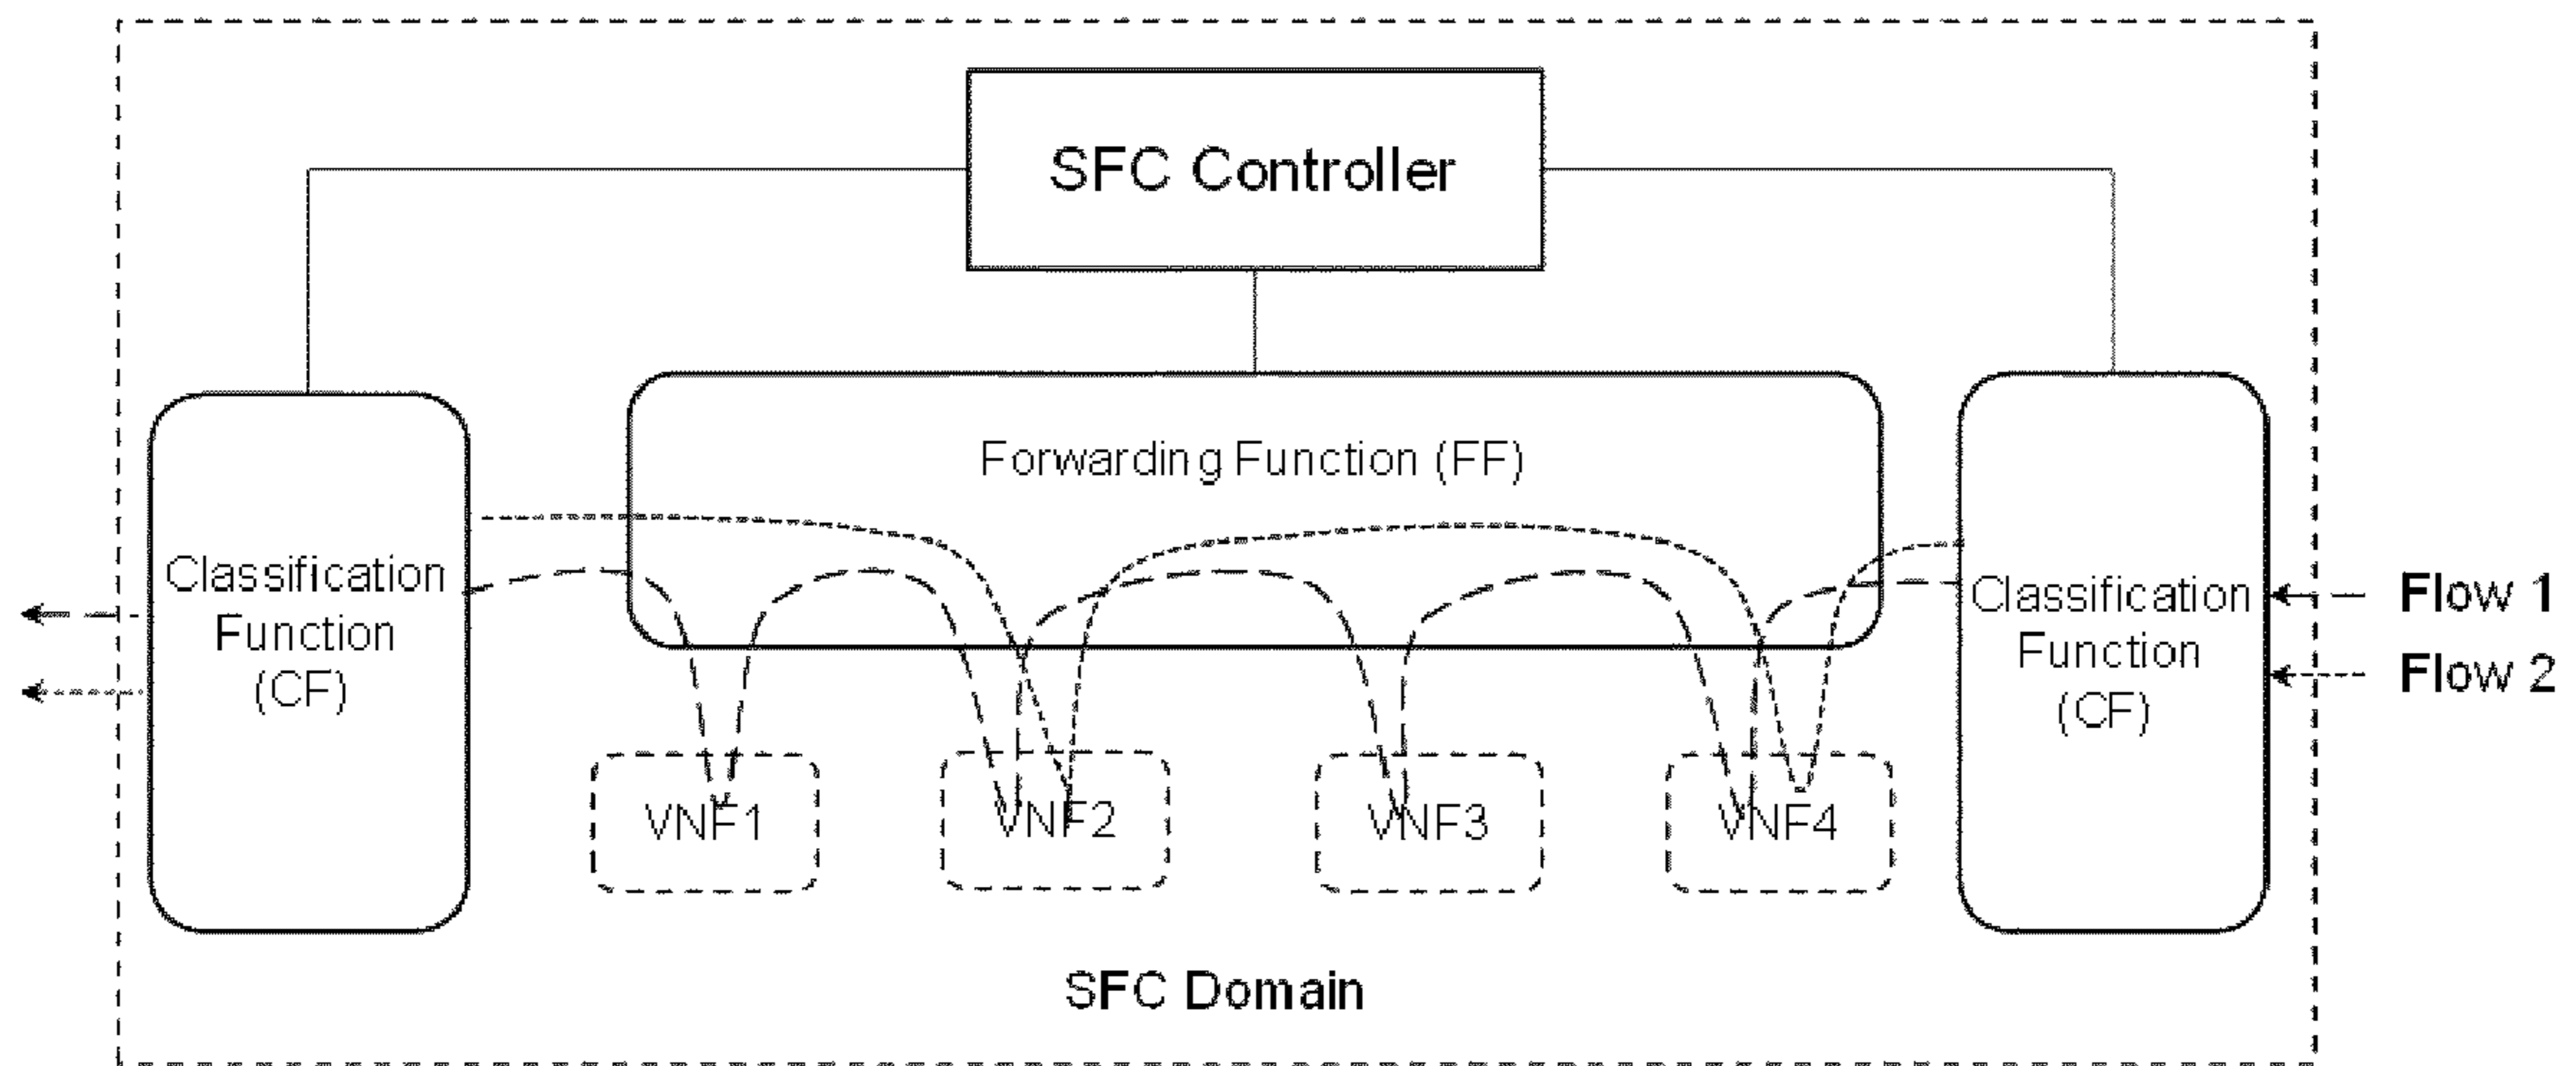 SFC Controller
Forwarding Function (FF)
Classification
Function
(CF)
Classification
Function
(CF)
Flow 1
Flow 2
VNF1
VNF2
VNF3
VNF4
SFC Domain